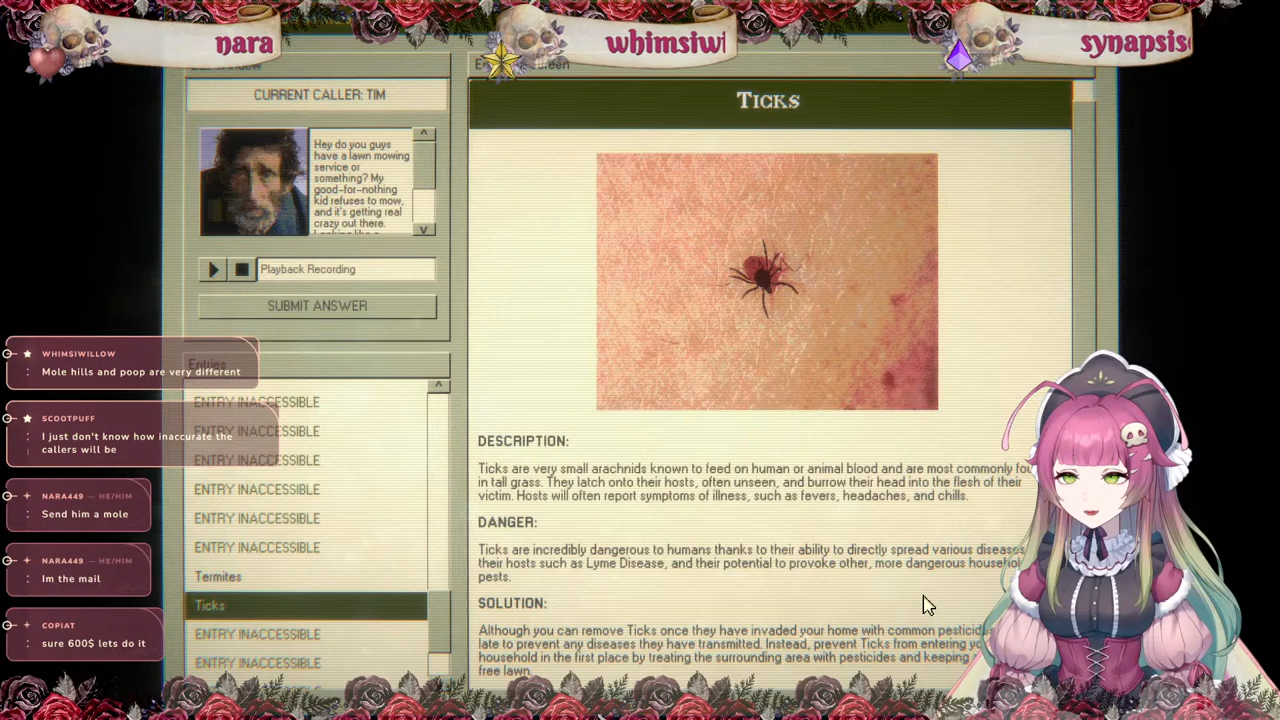 nara
whimsiwi
synapsis
CURRENT CALLER: TIM
Hey do you guys
have a lawn mowing
service or
something? My
good-for-nothing
kid refuses to mow,
and it's getting real
crazy out there.
Playback Recording
SUBMIT ANSWER
Entries
ENTRY INACCESSIBLE
ENTRY INACCESSIBLE
ENTRY INACCESSIBLE
ENTRY INACCESSIBLE
ENTRY INACCESSIBLE
ENTRY INACCESSIBLE
Termites
Ticks
ENTRY INACCESSIBLE
ENTRY INACCESSIBLE
WHIMSIWILLOW
Mole hills and poop are very different
SCOOTPUFF
I just don't know how inaccurate the
callers will be
NARA449 — HE/HIM
Send him a mole
NARA449 — HE/HIM
Im the mail
COPIAT
sure 600$ lets do it
TICKS
DESCRIPTION:
Ticks are very small arachnids known to feed on human or animal blood and are most commonly fou
in tall grass. They latch onto their hosts, often unseen, and burrow their head into the flesh of their
victim. Hosts will often report symptoms of illness, such as fevers, headaches, and chills.
DANGER:
Ticks are incredibly dangerous to humans thanks to their ability to directly spread various diseases
their hosts such as Lyme Disease, and their potential to provoke other, more dangerous household
pests.
SOLUTION:
Although you can remove Ticks once they have invaded your home with common pesticid
late to prevent any diseases they have transmitted. Instead, prevent Ticks from entering yo
household in the first place by treating the surrounding area with pesticides and keeping
free lawn.